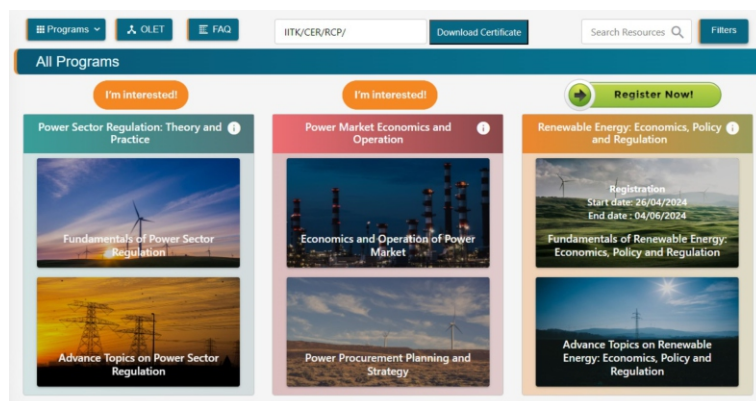 Programs
OLET
FAQ
IITK/CER/RCP/
Download Certificate
Search Resources
Filters
All Programs
I'm interested!
I'm interested!
Register Now!
Power Sector Regulation: Theory and
Practice
Fundamentals of Power Sector
Regulation
Advance Topics on Power Sector
Regulation
Power Market Economics and
Operation
Economics and Operation of Power
Market
Power Procurement Planning and
Strategy
Renewable Energy: Economics, Policy
and Regulation
Registration
Start date: 26/04/2024
End date : 04/06/2024
Fundamentals of Renewable Energy:
Economics, Policy and Regulation
Advance Topics on Renewable
Energy: Economics, Policy and
Regulation